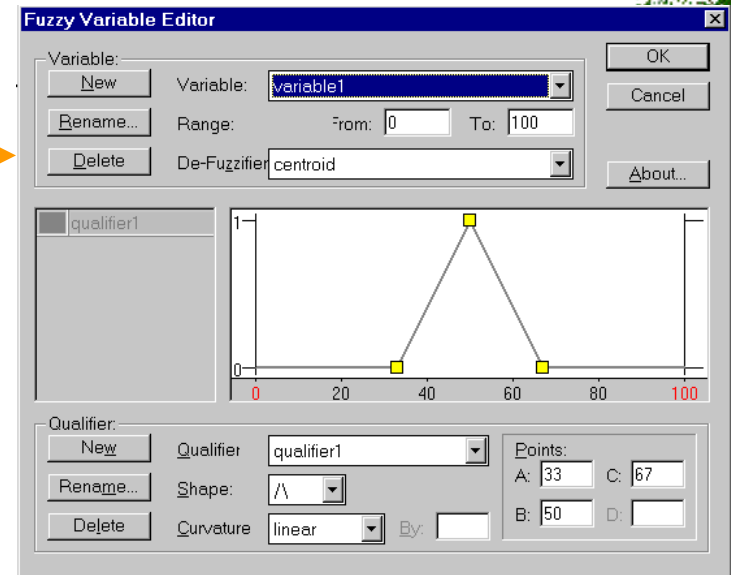 Fuzzy Variable Editor
Variable:
New Variable: variable1
OK
Rename... Range: From: 0 To: 100
Cancel
Delete De-Fuzzifier centroid
About...
qualifier1
1
0
0 20 40 60 80 100
Qualifier:
New Qualifier qualifier1
Points:
A: 33 C: 67
Rename... Shape: /\
B: 50 D:
Delete Curvature linear By: